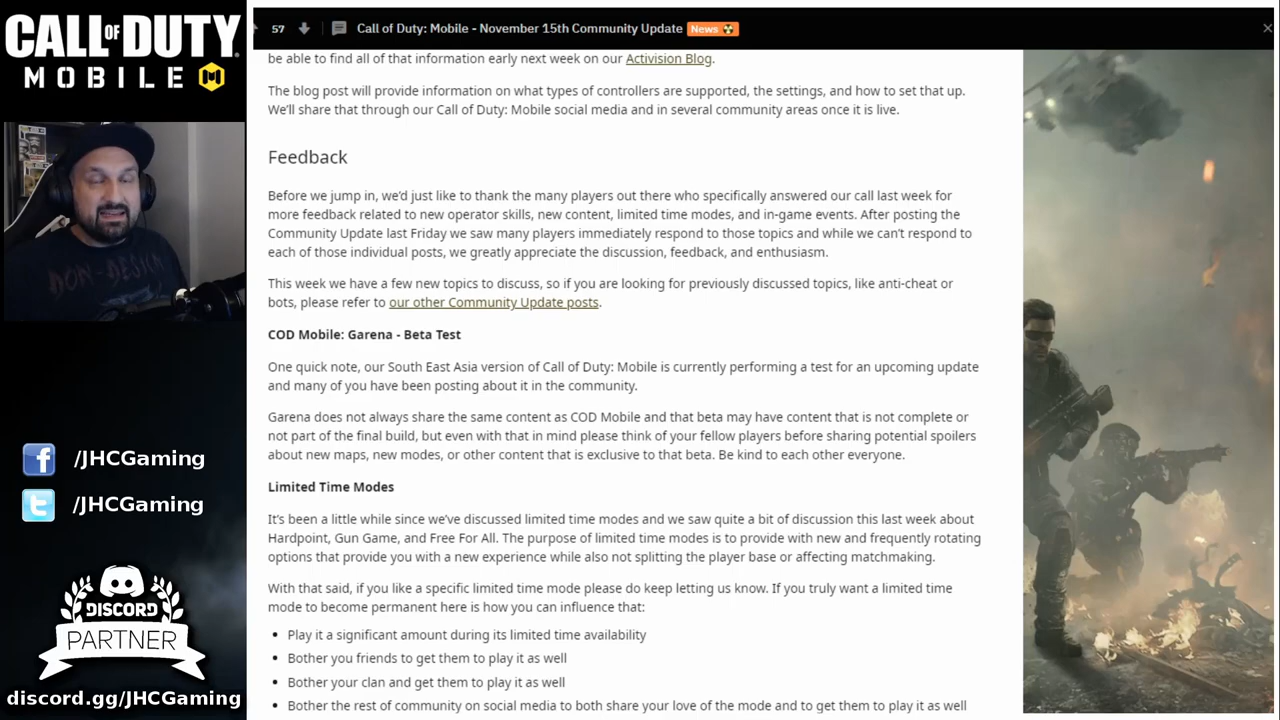 CALL OF DUTY
MOBILE
57 Call of Duty: Mobile - November 15th Community Update News
be able to find all of that information early next week on our Activision Blog.
The blog post will provide information on what types of controllers are supported, the settings, and how to set that up.
We'll share that through our Call of Duty: Mobile social media and in several community areas once it is live.
Feedback
Before we jump in, we'd just like to thank the many players out there who specifically answered our call last week for
more feedback related to new operator skills, new content, limited time modes, and in-game events. After posting the
Community Update last Friday we saw many players immediately respond to those topics and while we can't respond to
each of those individual posts, we greatly appreciate the discussion, feedback, and enthusiasm.
This week we have a few new topics to discuss, so if you are looking for previously discussed topics, like anti-cheat or
bots, please refer to our other Community Update posts.
COD Mobile: Garena - Beta Test
One quick note, our South East Asia version of Call of Duty: Mobile is currently performing a test for an upcoming update
and many of you have been posting about it in the community.
Garena does not always share the same content as COD Mobile and that beta may have content that is not complete or
not part of the final build, but even with that in mind please think of your fellow players before sharing potential spoilers
about new maps, new modes, or other content that is exclusive to that beta. Be kind to each other everyone.
Limited Time Modes
It's been a little while since we've discussed limited time modes and we saw quite a bit of discussion this last week about
Hardpoint, Gun Game, and Free For All. The purpose of limited time modes is to provide with new and frequently rotating
options that provide you with a new experience while also not splitting the player base or affecting matchmaking.
With that said, if you like a specific limited time mode please do keep letting us know. If you truly want a limited time
mode to become permanent here is how you can influence that:
• Play it a significant amount during its limited time availability
• Bother you friends to get them to play it as well
• Bother your clan and get them to play it as well
• Bother the rest of community on social media to both share your love of the mode and to get them to play it as well
/JHCGaming
/JHCGaming
DISCORD
PARTNER
discord.gg/JHCGaming